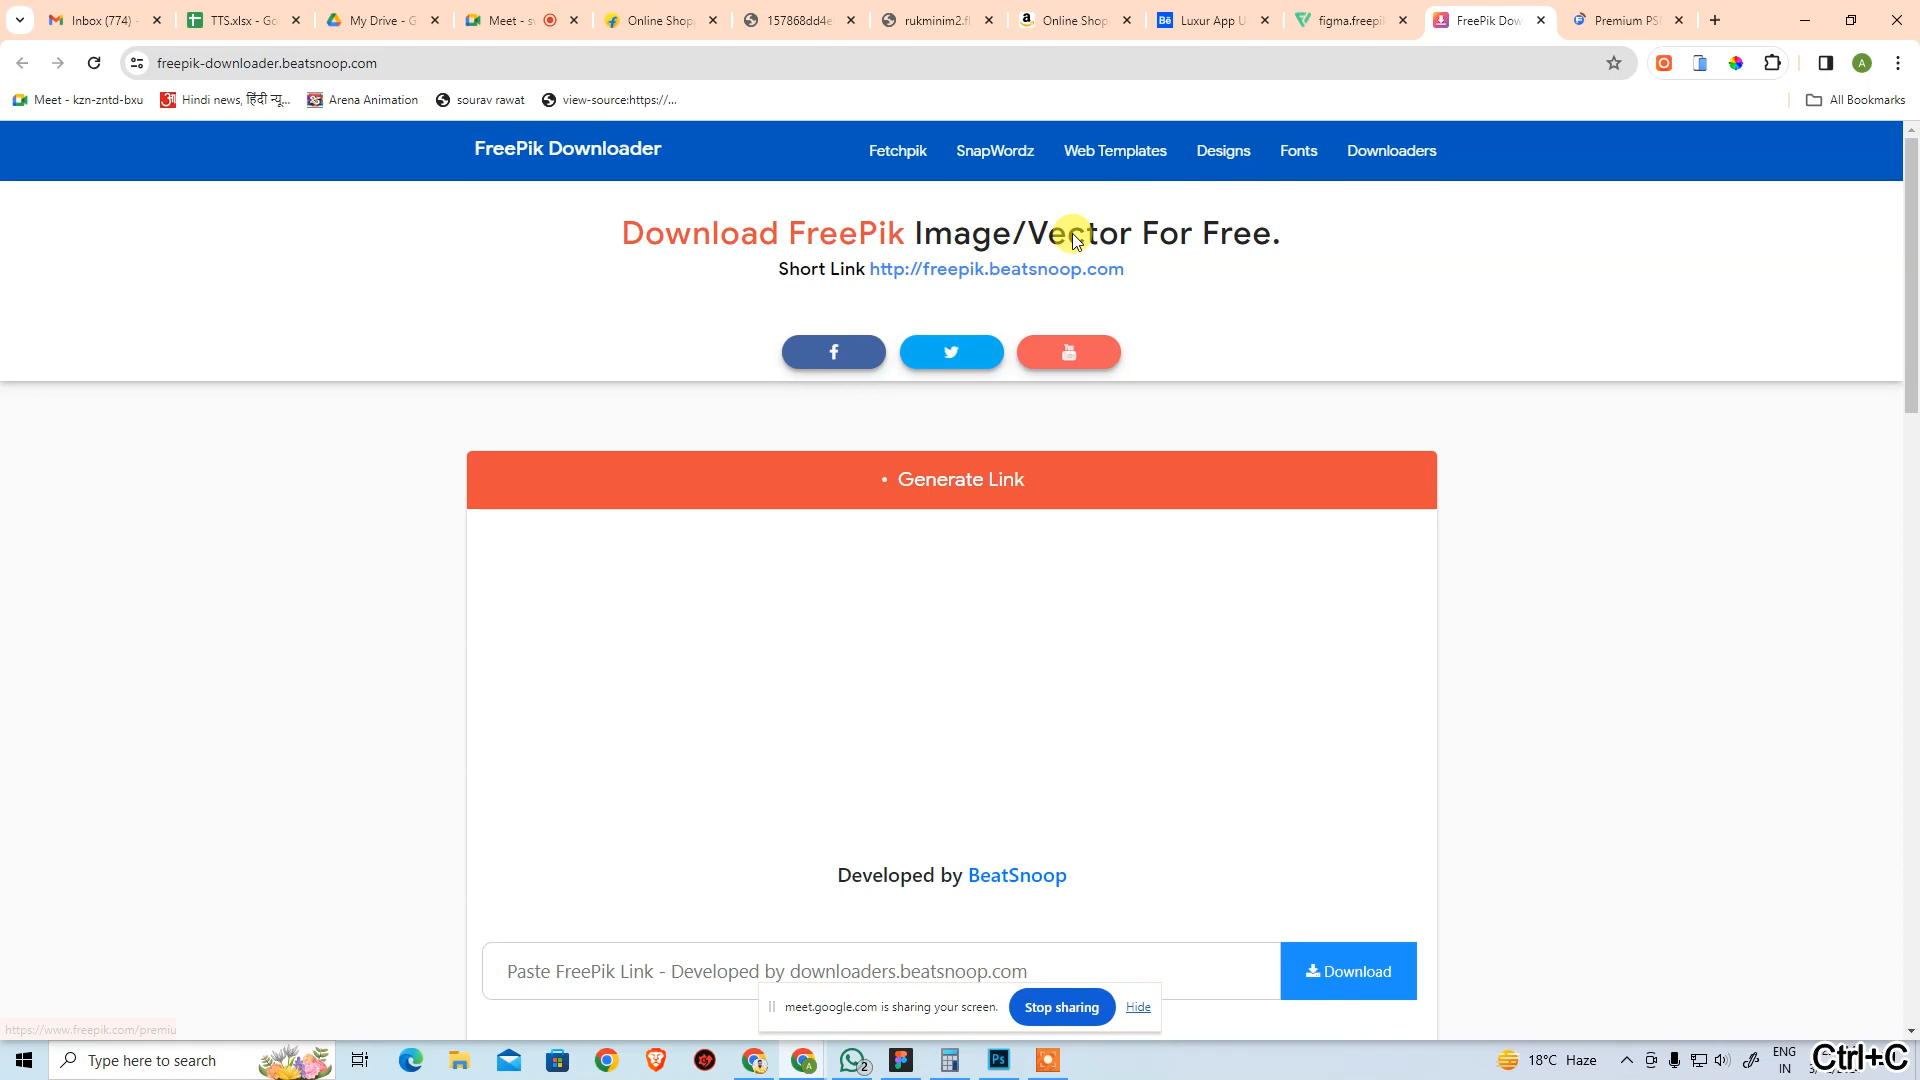 Inbox (774)
TTS.xlsx - Go
My Drive - G
Meet - sv
Online Shop
157868dd4e
rukminim2.fl
Online Shop
Luxur App U
figma.freepik
FreePik Dow
Premium PS
freepik-downloader.beatsnoop.com
A
Meet - kzn-zntd-bxu
Hindi news, हिंदी न्यू...
Arena Animation
sourav rawat
view-source:https://...
All Bookmarks
FreePik Downloader
Fetchpik
SnapWordz
Web Templates
Designs
Fonts
Downloaders
Download FreePik Image/Vector For Free.
Short Link http://freepik.beatsnoop.com
• Generate Link
Developed by BeatSnoop
Paste FreePik Link - Developed by downloaders.beatsnoop.com
Download
meet.google.com is sharing your screen.
Stop sharing
Hide
https://www.freepik.com/premiu
Type here to search
Ps
2
18°C Haze
ENG
IN
Ctrl+C